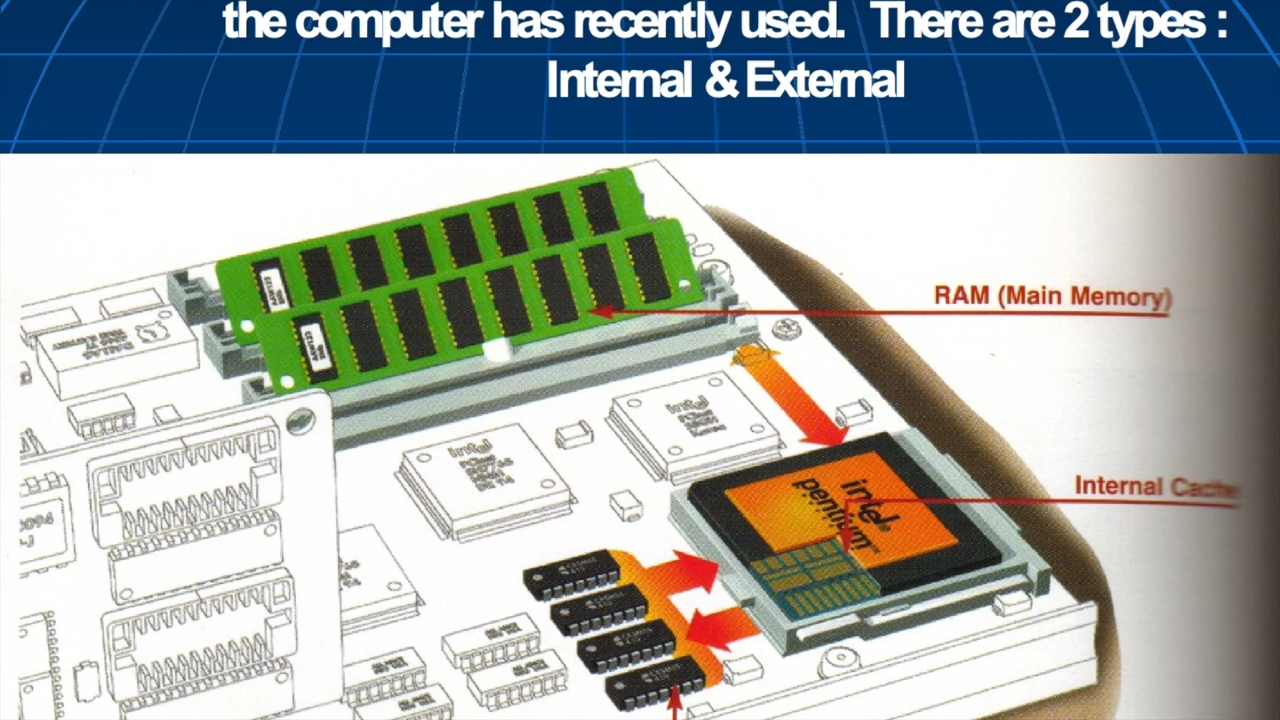 the computer has recently used.  There are 2 types :
Internal & External
RAM (Main Memory)
Internal Cache
intel
intel
intel
pentium